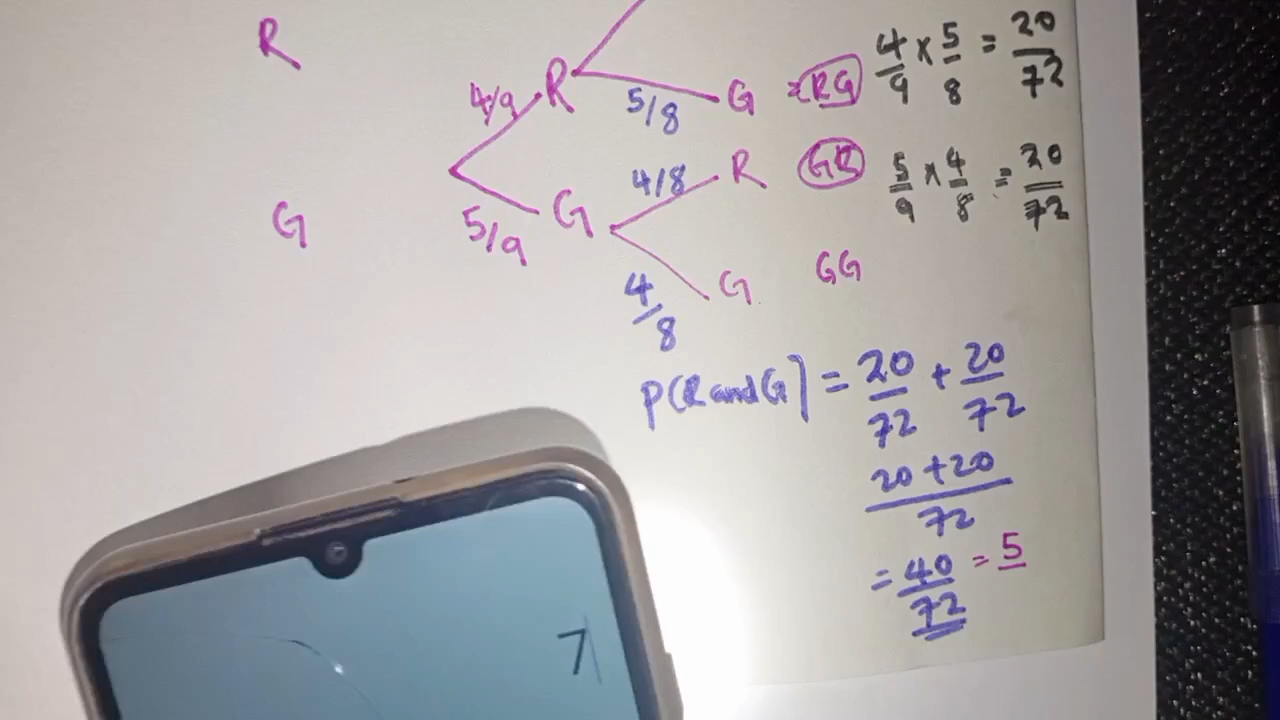 R
4/9 R 5/8 G =RG 4/9 × 5/8 = 20/72
4/8 R GR 5/9 × 4/8 = 20/72
G 5/9 G
4/8 G GG
P(R and G) = 20/72 + 20/72
20 + 20/72
= 40/72 = 5
7